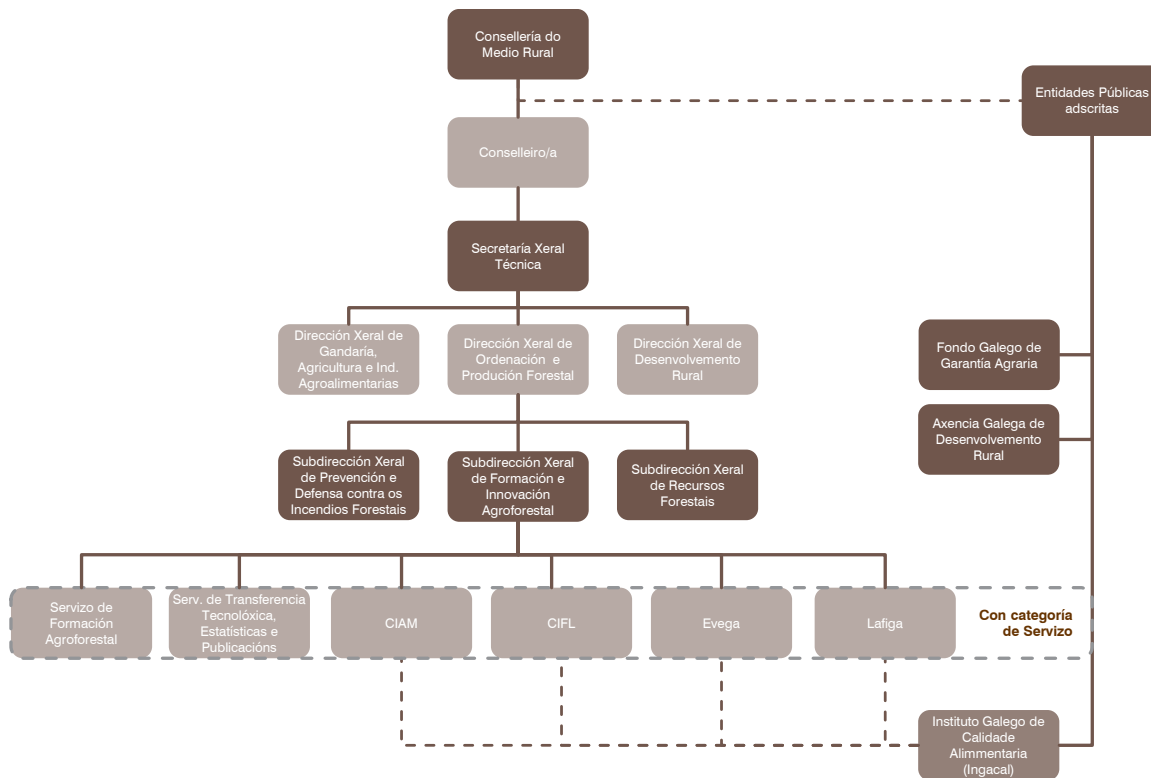 Consellería do
Medio Rural
Entidades Públicas
adscritas
Conselleiro/a
Secretaría Xeral
Técnica
Dirección Xeral de
Gandaría,
Agricultura e Ind.
Agroalimentarias
Dirección Xeral de
Ordenación e
Produción Forestal
Dirección Xeral de
Desenvolvemento
Rural
Fondo Galego de
Garantía Agraria
Axencia Galega de
Desenvolvemento
Rural
Subdirección Xeral
de Prevención e
Defensa contra os
Incendios Forestais
Subdirección Xeral
de Formación e
Innovación
Agroforestal
Subdirección Xeral
de Recursos
Forestais
Servizo de
Formación
Agroforestal
Serv. de Transferencia
Tecnolóxica,
Estatísticas e
Publicacións
CIAM
CIFL
Evega
Lafiga
Con categoría
de Servizo
Instituto Galego de
Calidade
Alimmentaria
(Ingacal)